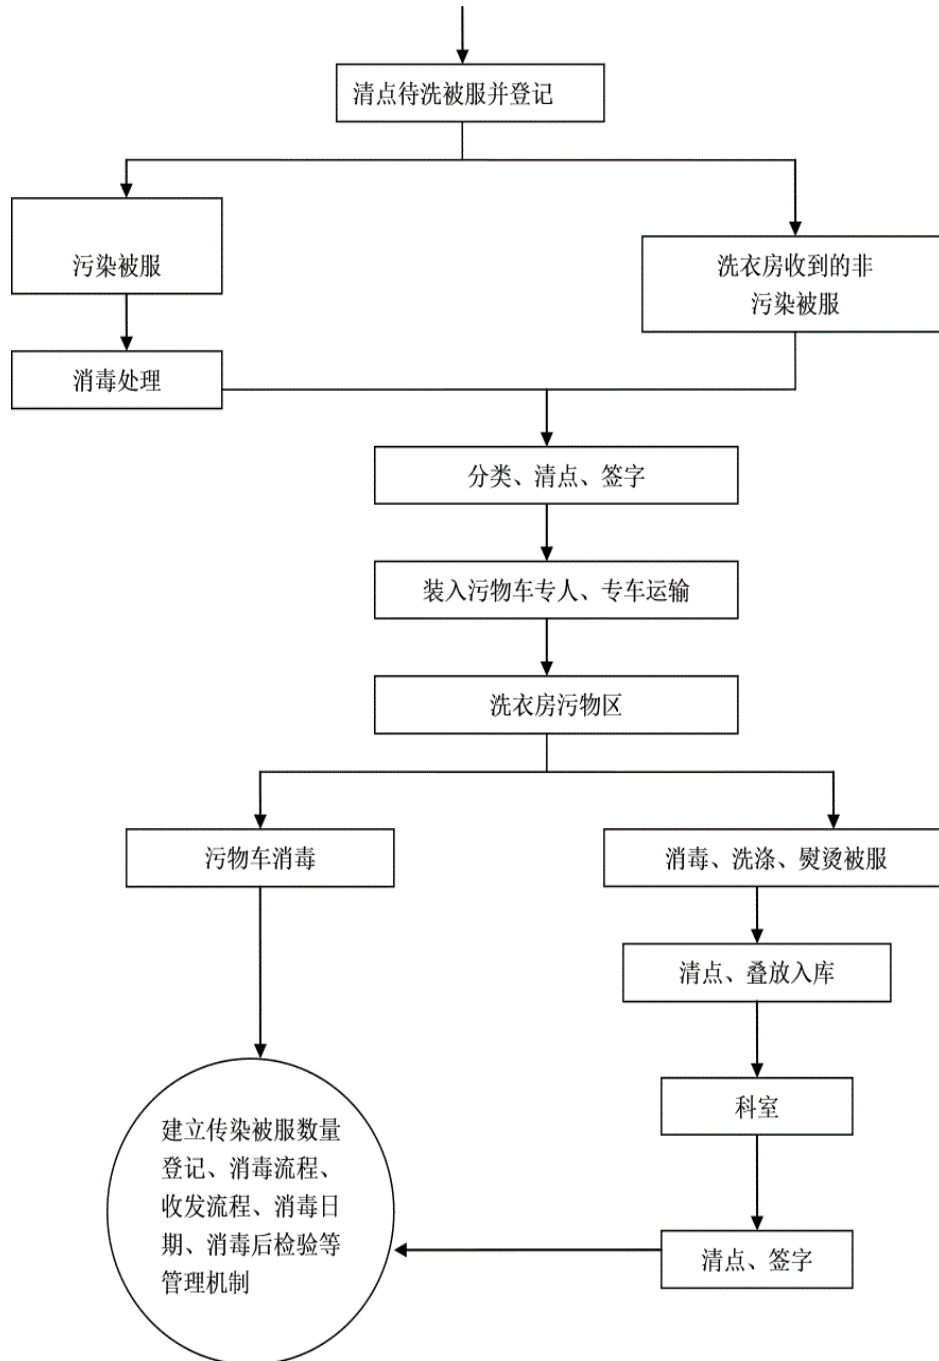 清点待洗被服并登记
污染被服
洗衣房收到的非
污染被服
消毒处理
分类、清点、签字
装入污物车专人、专车运输
洗衣房污物区
污物车消毒
消毒、洗涤、熨烫被服
清点、叠放入库
科室
建立传染被服数量
登记、消毒流程、
收发流程、消毒日
期、消毒后检验等
管理机制
清点、签字